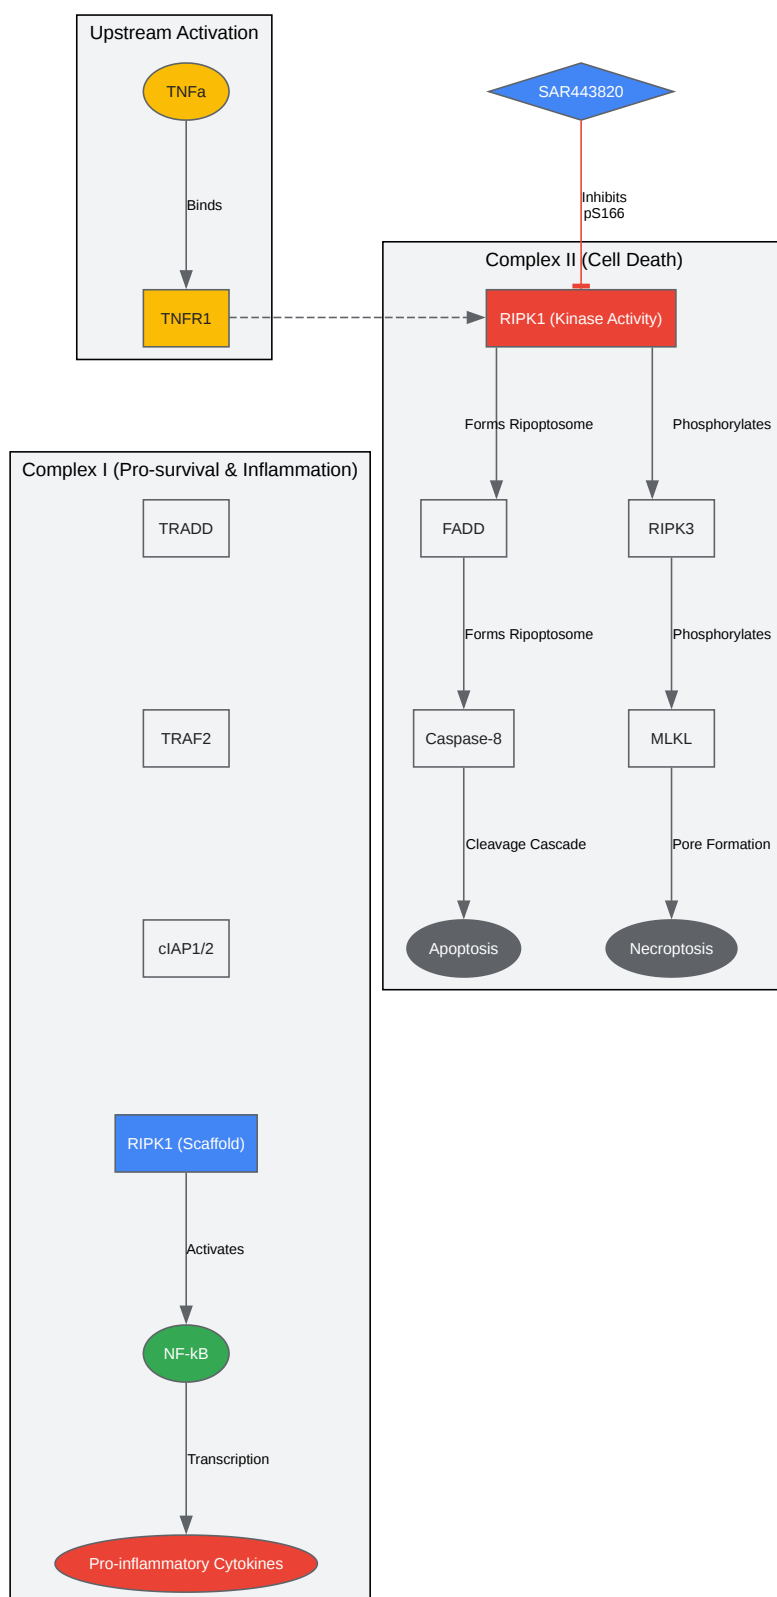 Upstream Activation
TNFa
SAR443820
Binds
Inhibits
pS166
Complex II (Cell Death)
TNFR1
RIPK1 (Kinase Activity)
Forms Ripoptosome
Phosphorylates
Complex I (Pro-survival & Inflammation)
TRADD
FADD
RIPK3
Forms Ripoptosome
Phosphorylates
TRAF2
Caspase-8
MLKL
Cleavage Cascade
Pore Formation
cIAP1/2
Apoptosis
Necroptosis
RIPK1 (Scaffold)
Activates
NF-kB
Transcription
Pro-inflammatory Cytokines